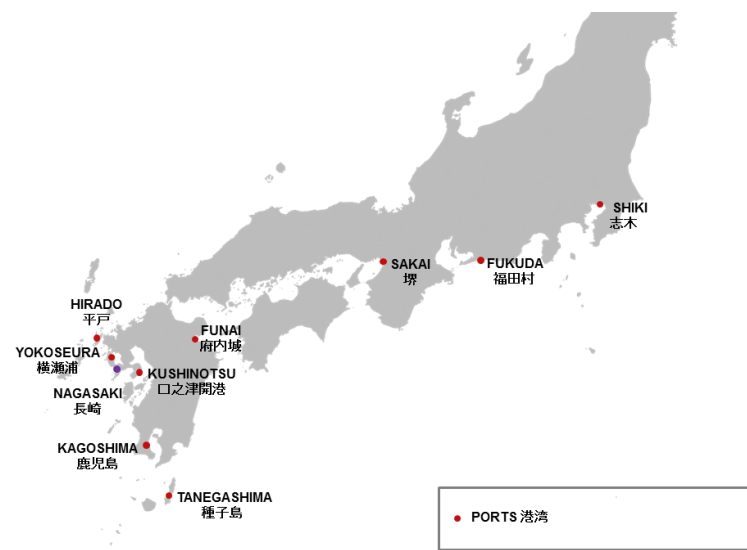 SHIKI
志木
SAKAI
堺
FUKUDA
福田村
HIRADO
平戸
FUNAI
府内城
YOKOSEURA
横瀬浦
KUSHINOTSU
口之津開港
NAGASAKI
長崎
KAGOSHIMA
鹿児島
TANEGASHIMA
種子島
PORTS 港湾